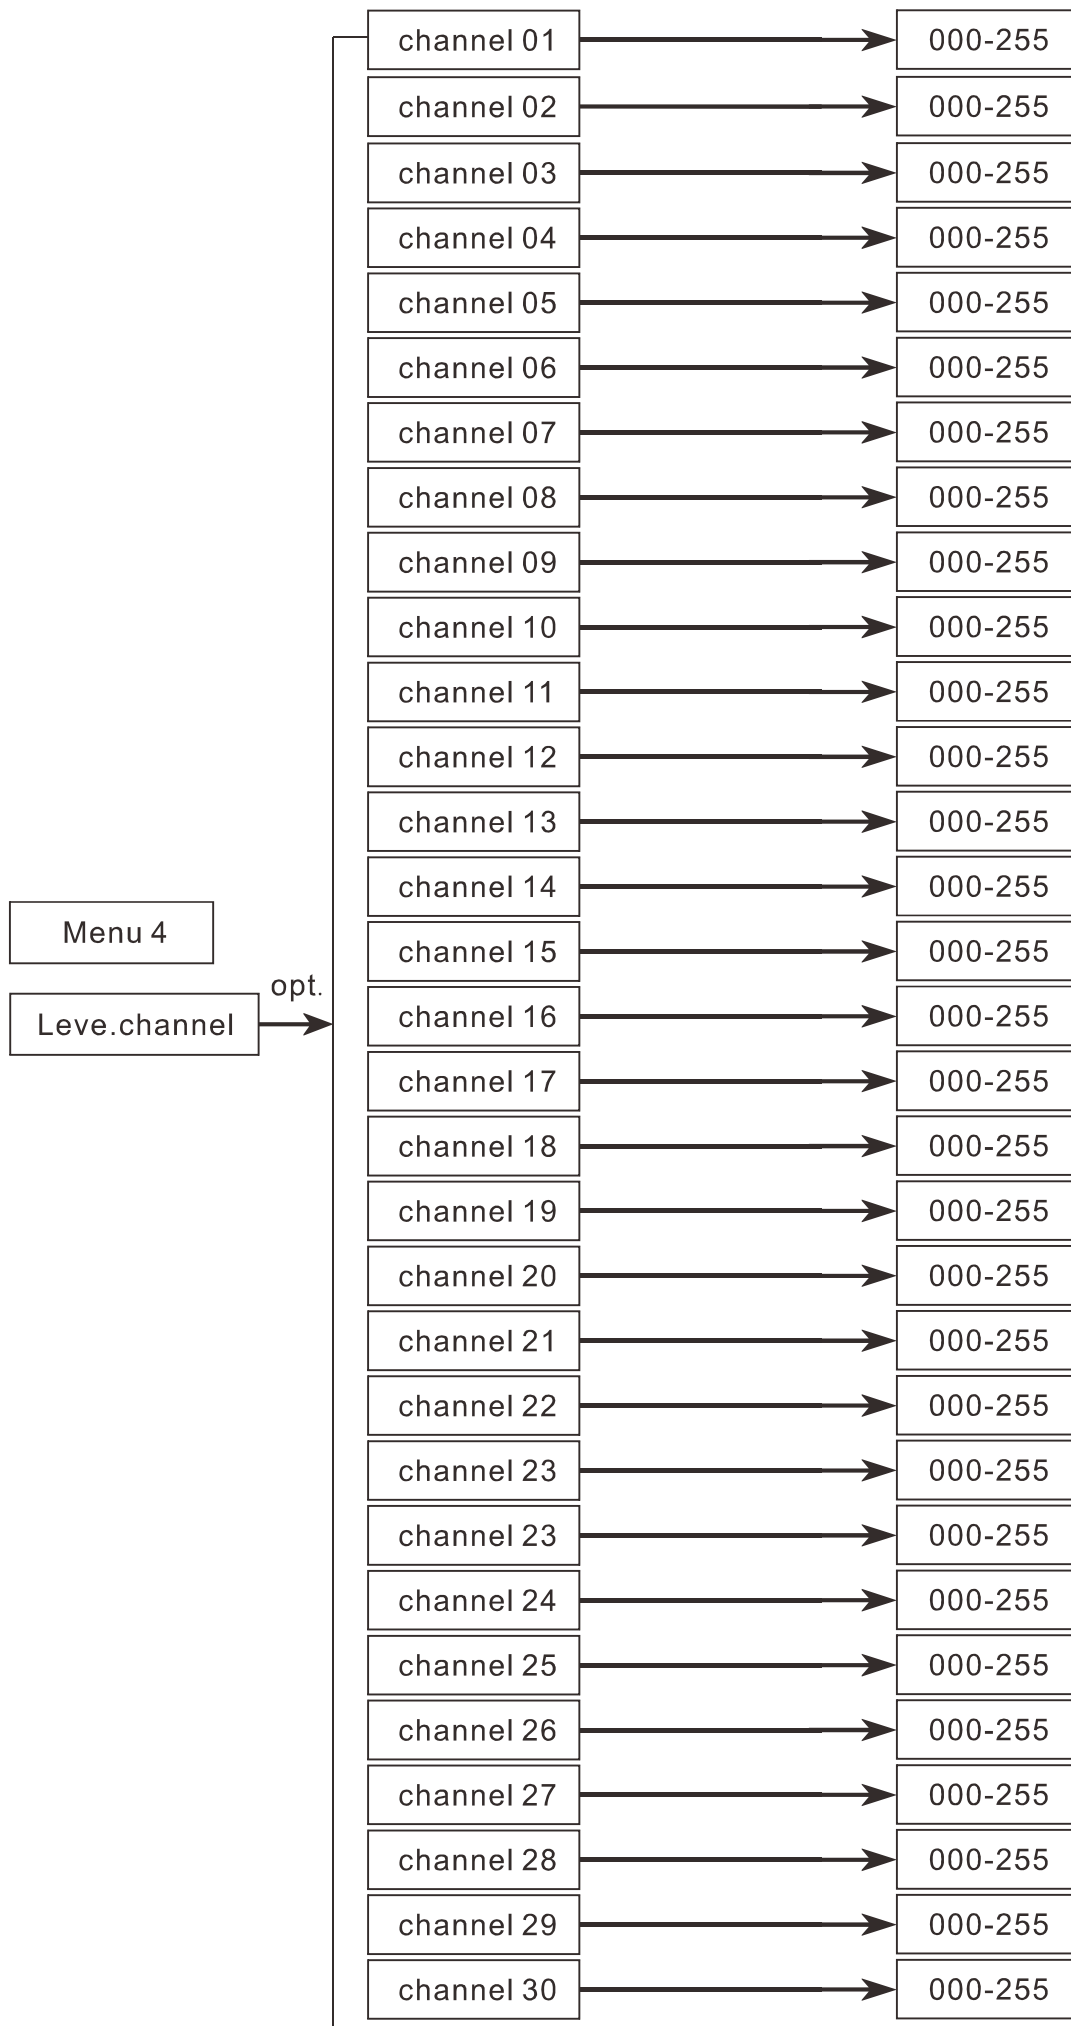 channel 01 000-255
channel 02 000-255
channel 03 000-255
channel 04 000-255
channel 05 000-255
channel 06 000-255
channel 07 000-255
channel 08 000-255
channel 09 000-255
channel 10 000-255
channel 11 000-255
channel 12 000-255
channel 13 000-255
channel 14 000-255
Menu 4
channel 15 000-255
opt.
Leve.channel
channel 16 000-255
channel 17 000-255
channel 18 000-255
channel 19 000-255
channel 20 000-255
channel 21 000-255
channel 22 000-255
channel 23 000-255
channel 23 000-255
channel 24 000-255
channel 25 000-255
channel 26 000-255
channel 27 000-255
channel 28 000-255
channel 29 000-255
channel 30 000-255